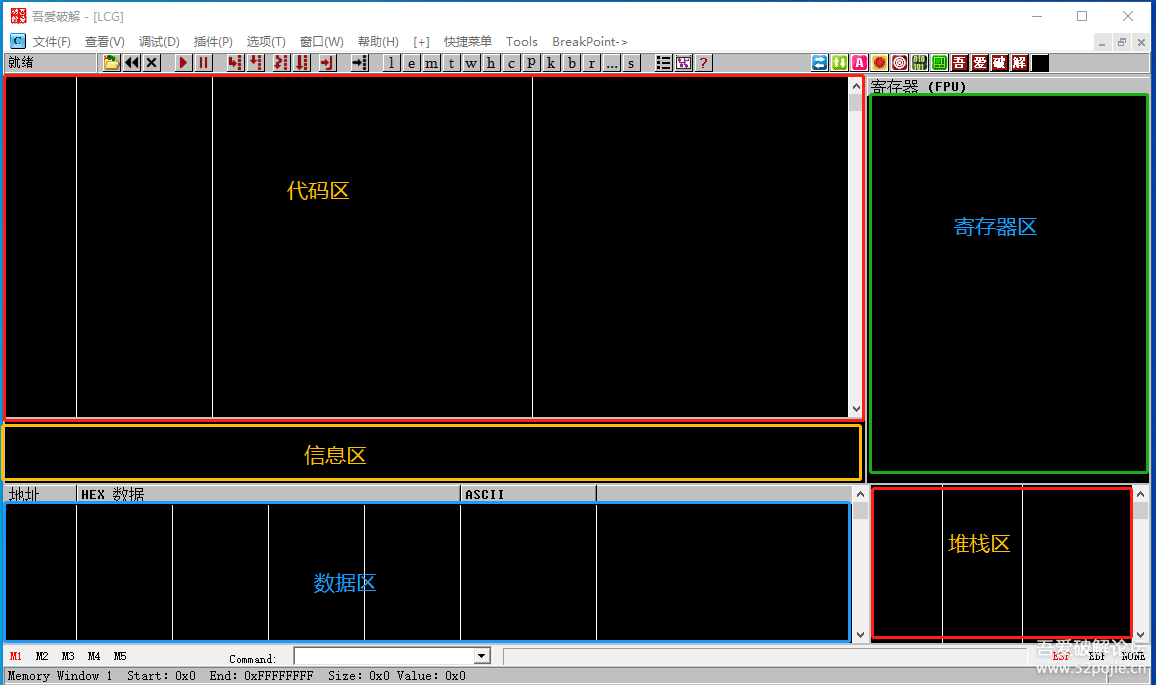 吾愛破解 - [LCG]
文件(F) 查看(V) 调试(D) 插件(P) 选项(T) 窗口(W) 帮助(H) [+] 快捷菜单 Tools BreakPoint->
就绪 l e m t w h c p k b r ... s ? 吾 爱 破 解
寄存器 (FPU)
代码区
寄存器区
信息区
地址 HEX 数据 ASCII
堆栈区
数据区
M1 M2 M3 M4 M5 Command: ESP EBP NONE
吾爱破解论坛
www.52pojie.cn
Memory Window 1 Start: 0x0 End: 0xFFFFFFFF Size: 0x0 Value: 0x0